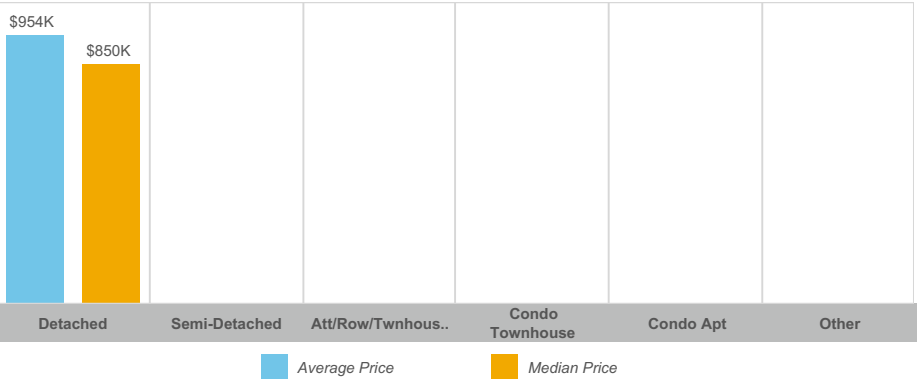 $954K
$850K
Detached
Semi-Detached
Att/Row/Twnhous..
Condo
Townhouse
Condo Apt
Other
Average Price
Median Price